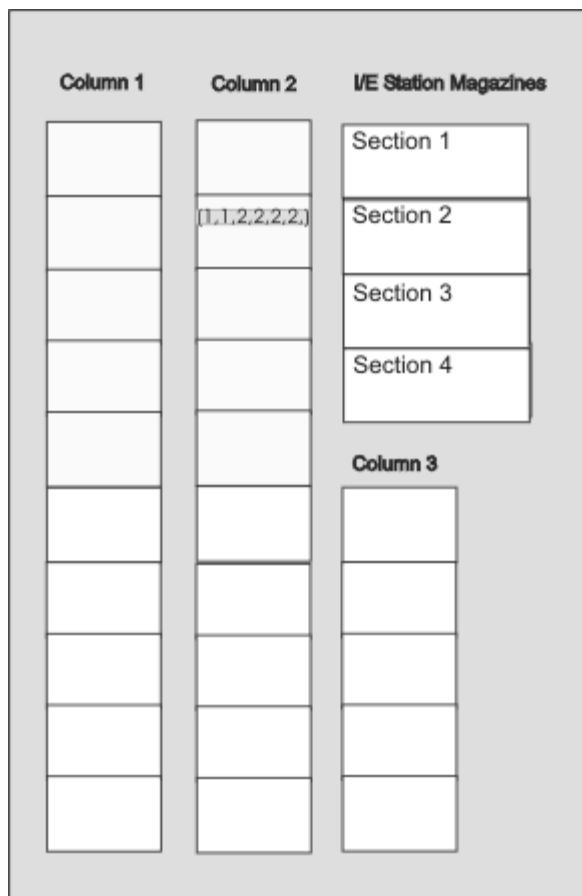 Column 1
Column 2
I/E Station Magazines
Section 1
[1,1,2,2,2,2,]
Section 2
Section 3
Section 4
Column 3